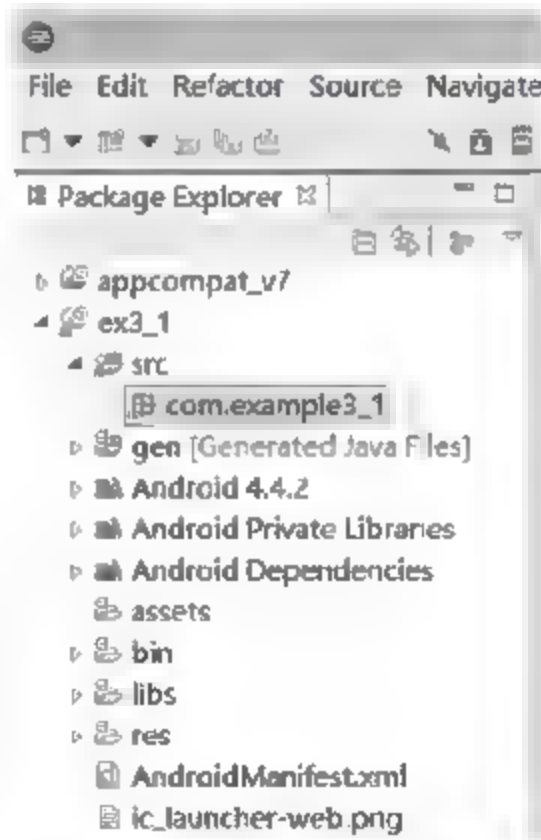 File Edit Refactor Source Navigate
Package Explorer
appcompat_v7
ex3_1
src
com.example3_1
gen [Generated Java Files]
Android 4.4.2
Android Private Libraries
Android Dependencies
assets
bin
libs
res
AndroidManifest.xml
ic_launcher-web.png